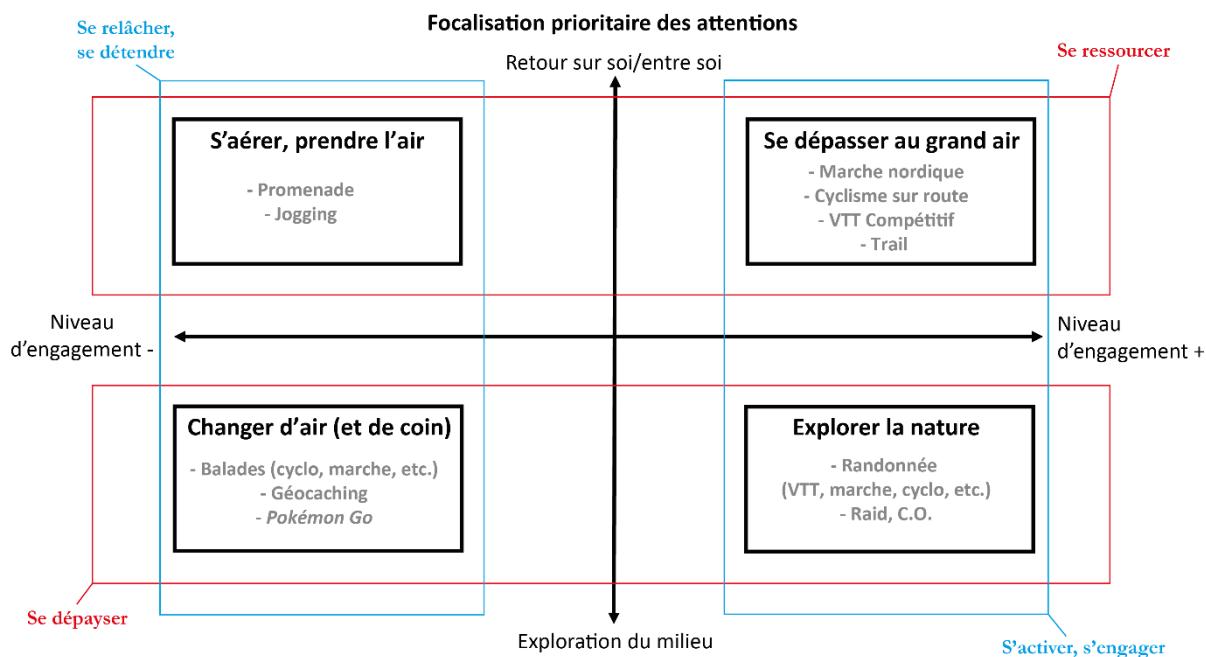 Focalisation prioritaire des attentions
Se relâcher,
se détendre
Retour sur soi/entre soi
Se ressourcer
S'aérer, prendre l'air
- Promenade
- Jogging
Se dépasser au grand air
- Marche nordique
- Cyclisme sur route
- VTT Compétitif
- Trail
Niveau
d'engagement -
Niveau
d'engagement +
Changer d'air (et de coin)
- Balades (cyclo, marche, etc.)
- Géocaching
- Pokémon Go
Explorer la nature
- Randonnée
(VTT, marche, cyclo, etc.)
- Raid, C.O.
Se dépayser
Exploration du milieu
S'activer, s'engager